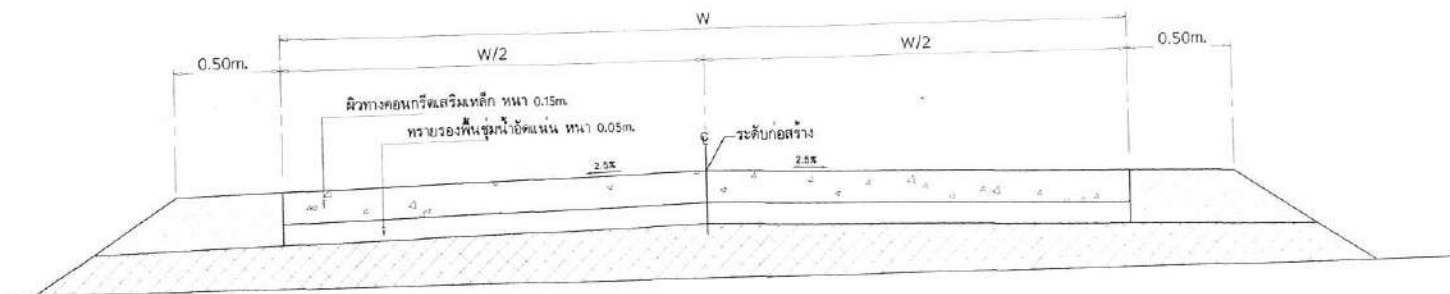 W
W/2
W/2
0.50m.
0.50m.
ผิวทางคอนกรีตเสริมเหล็ก หนา 0.15m.
ทรายรองพื้นชุ่มน้ำอัดแน่น หนา 0.05m.
ระดับก่อสร้าง
2.5%
2.5%